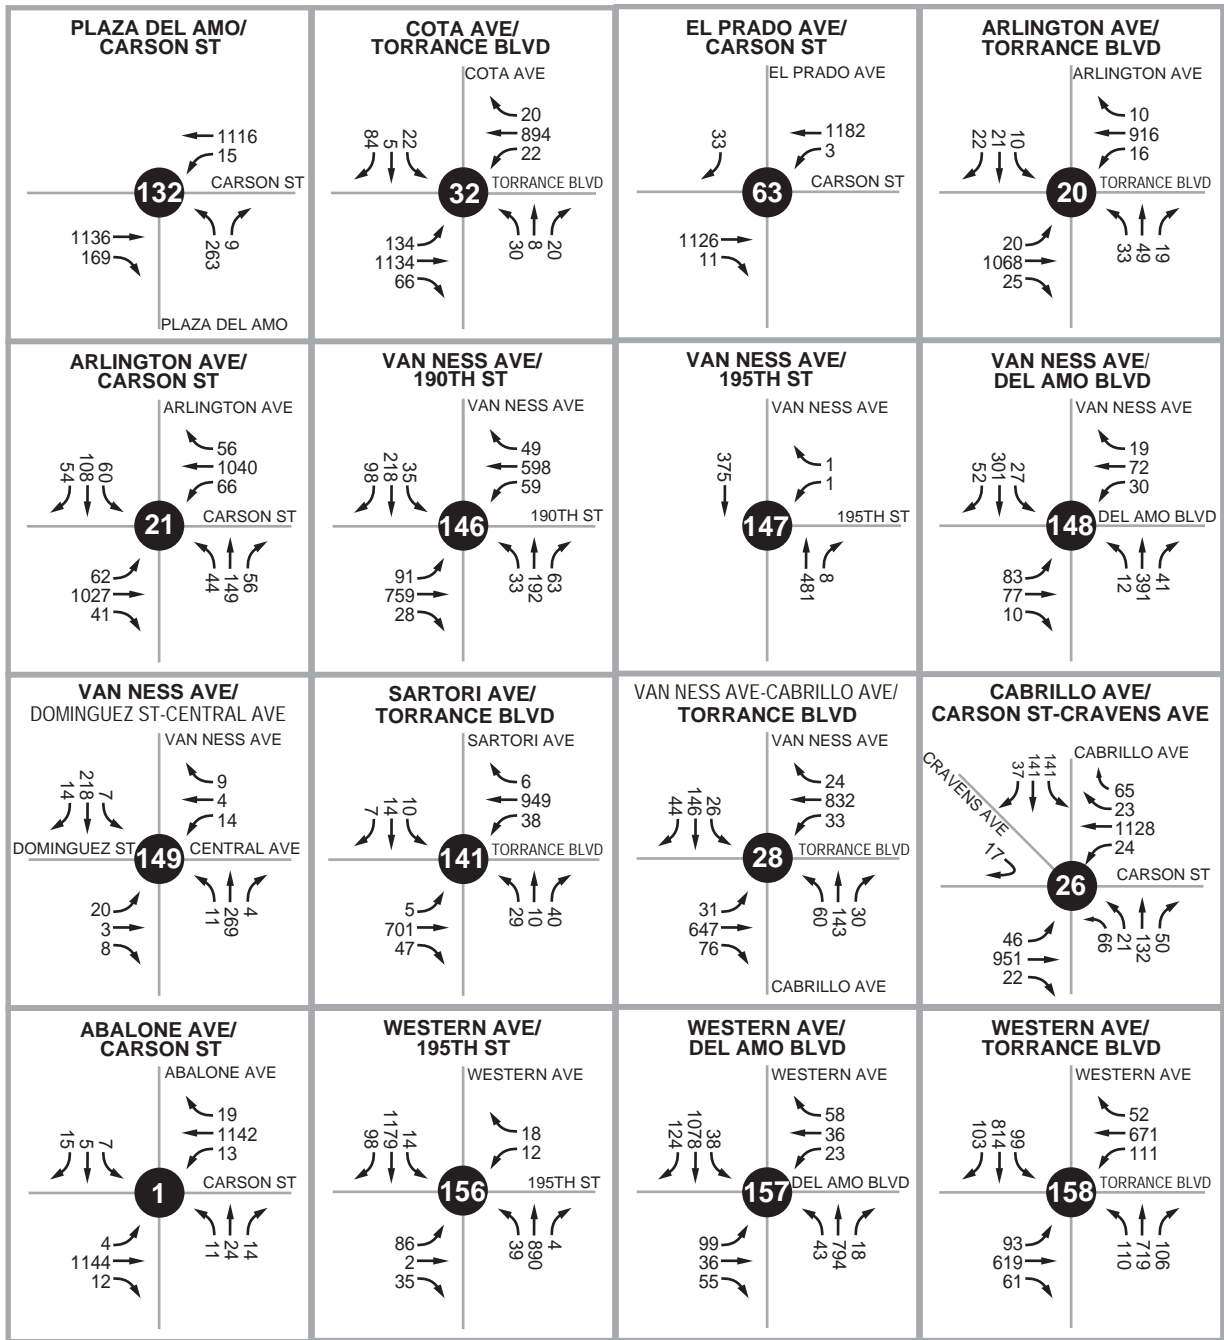 PLAZA DEL AMO/
CARSON ST
1116
15
132
CARSON ST
1136
169
263
9
PLAZA DEL AMO
COTA AVE/
TORRANCE BLVD
COTA AVE
84
5
22
20
894
22
32
TORRANCE BLVD
134
1134
66
30
8
20
EL PRADO AVE/
CARSON ST
EL PRADO AVE
33
1182
3
63
CARSON ST
1126
11
ARLINGTON AVE/
TORRANCE BLVD
ARLINGTON AVE
22
21
10
10
916
16
20
TORRANCE BLVD
20
1068
25
33
49
19
ARLINGTON AVE/
CARSON ST
ARLINGTON AVE
54
108
60
56
1040
66
21
CARSON ST
62
1027
41
44
149
56
VAN NESS AVE/
190TH ST
VAN NESS AVE
98
218
35
49
598
59
146
190TH ST
91
759
28
33
192
63
VAN NESS AVE/
195TH ST
VAN NESS AVE
375
1
1
147
195TH ST
481
8
VAN NESS AVE/
DEL AMO BLVD
VAN NESS AVE
52
301
27
19
72
30
148
DEL AMO BLVD
83
77
10
12
391
41
VAN NESS AVE/
DOMINGUEZ ST-CENTRAL AVE
VAN NESS AVE
14
218
7
9
4
14
DOMINGUEZ ST
149
CENTRAL AVE
20
3
8
11
269
4
SARTORI AVE/
TORRANCE BLVD
SARTORI AVE
7
14
10
6
949
38
141
TORRANCE BLVD
5
701
47
29
10
40
VAN NESS AVE-CABRILLO AVE/
TORRANCE BLVD
VAN NESS AVE
44
146
26
24
832
33
28
TORRANCE BLVD
31
647
76
60
143
30
CABRILLO AVE
CABRILLO AVE/
CARSON ST-CRAVENS AVE
CABRILLO AVE
CRAVENS AVE
37
141
141
65
23
1128
24
17
26
CARSON ST
46
951
22
66
21
132
50
ABALONE AVE/
CARSON ST
ABALONE AVE
15
5
7
19
1142
13
1
CARSON ST
4
1144
12
11
24
14
WESTERN AVE/
195TH ST
WESTERN AVE
98
1179
14
18
12
156
195TH ST
86
2
35
39
890
4
WESTERN AVE/
DEL AMO BLVD
WESTERN AVE
124
1078
38
58
36
23
157
DEL AMO BLVD
99
36
55
43
794
18
WESTERN AVE/
TORRANCE BLVD
WESTERN AVE
103
814
99
52
671
111
158
TORRANCE BLVD
93
619
61
110
719
106